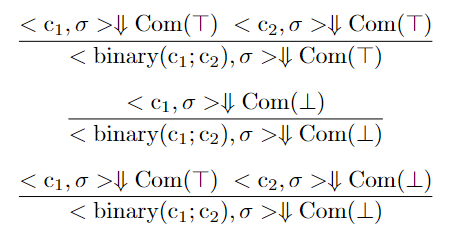 < c₁, σ >⇓ Com(⊤) < c₂, σ >⇓ Com(⊤)
< binary(c₁; c₂), σ >⇓ Com(⊤)
< c₁, σ >⇓ Com(⊥)
< binary(c₁; c₂), σ >⇓ Com(⊥)
< c₁, σ >⇓ Com(⊤) < c₂, σ >⇓ Com(⊥)
< binary(c₁; c₂), σ >⇓ Com(⊥)